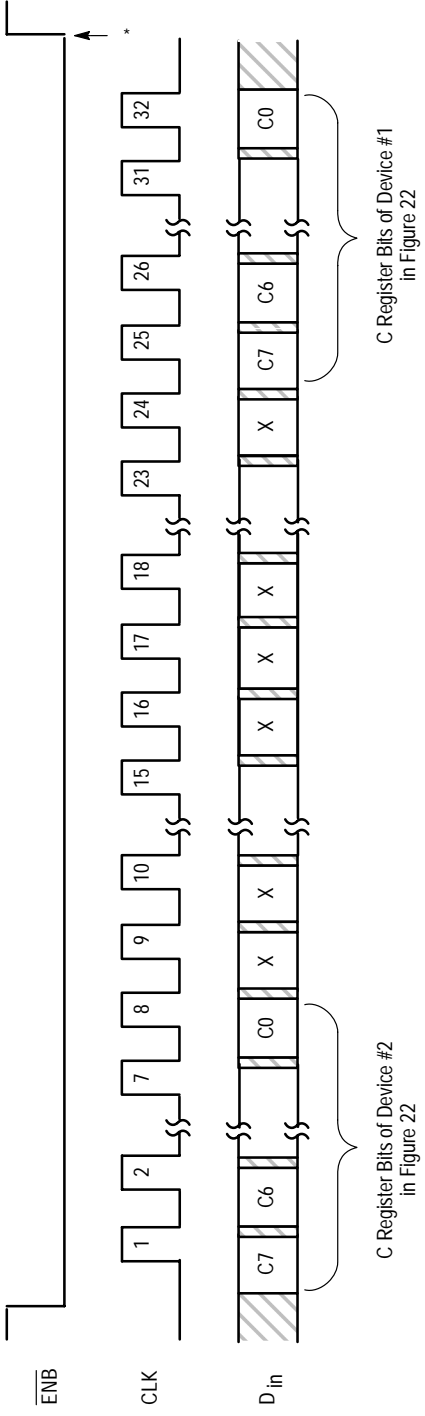 ENB
*
CLK
1 2 7 8 9 10 15 16 17 18 23 24 25 26 31 32
D in
C7 C6 C0 X X X X X X C7 C6 C0
C Register Bits of Device #2
in Figure 22
C Register Bits of Device #1
in Figure 22